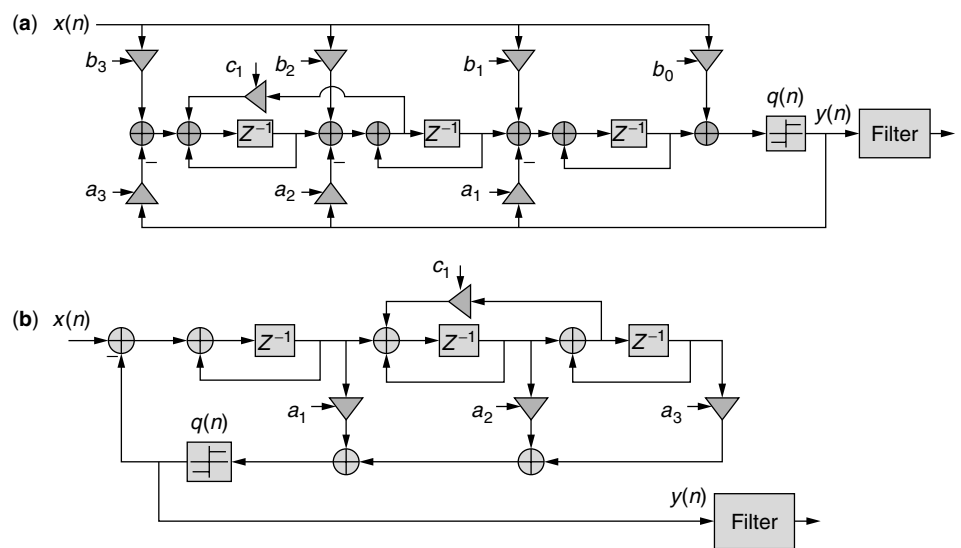 (a) x(n)
b₃ c₁ b₂ b₁ b₀
q(n) y(n)
Z⁻¹ Z⁻¹ Z⁻¹ Filter
– – –
a₃ a₂ a₁
c₁
(b) x(n)
Z⁻¹ Z⁻¹ Z⁻¹
–
a₁ a₂ a₃
q(n)
y(n)
Filter